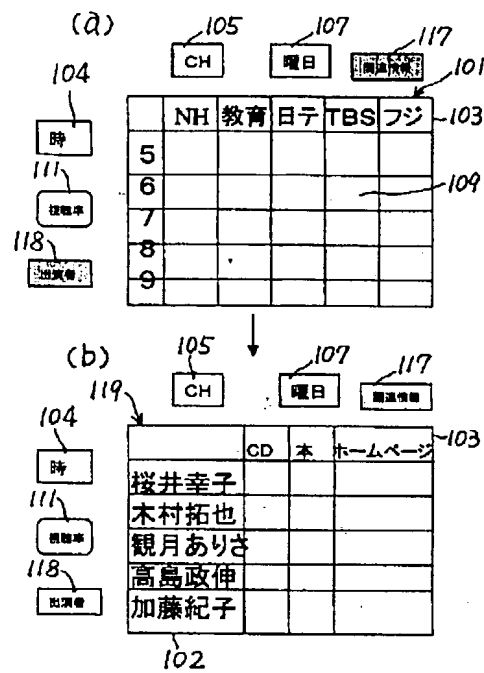 (a)
105
107
117
CH
曜日
関連情報
101
104
時
NH 教育 日テ TBS フジ
103
111
視聴率
5
6
109
7
118
出演者
8
9
(b)
105
107
117
119
CH
曜日
関連情報
104
時
CD 本 ホームページ
103
桜井幸子
111
視聴率
木村拓也
観月ありさ
118
出演者
高島政伸
加藤紀子
102